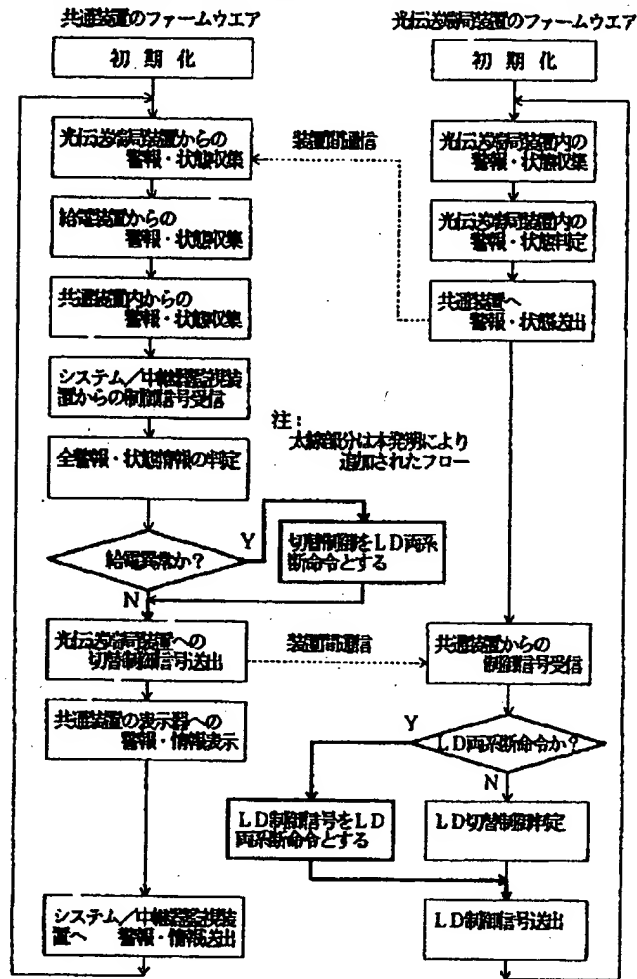 共通装置のファームウエア
初期化
光伝送端局装置からの
警報・状態収集
給電装置からの
警報・状態収集
共通装置内からの
警報・状態収集
システム／中継器監視装
置からの制御信号受信
全警報・状態情報の判定
給電異常か？
Y
N
切替制御をLD両系
断命令とする
光伝送端局装置への
切替制御信号送出
共通装置の表示器への
警報・情報表示
システム／中継器監視装
置へ 警報・情報送出
装置間通信
注：
太線部分は本発明により
追加されたフロー
装置間通信
光伝送端局装置のファームウエア
初期化
光伝送端局装置内の
警報・状態収集
光伝送端局装置内の
警報・状態判定
共通装置へ
警報・状態送出
共通装置からの
制御信号受信
LD両系断命令か？
Y
N
LD制御信号をLD
両系断命令とする
LD切替制御判定
LD制御信号送出